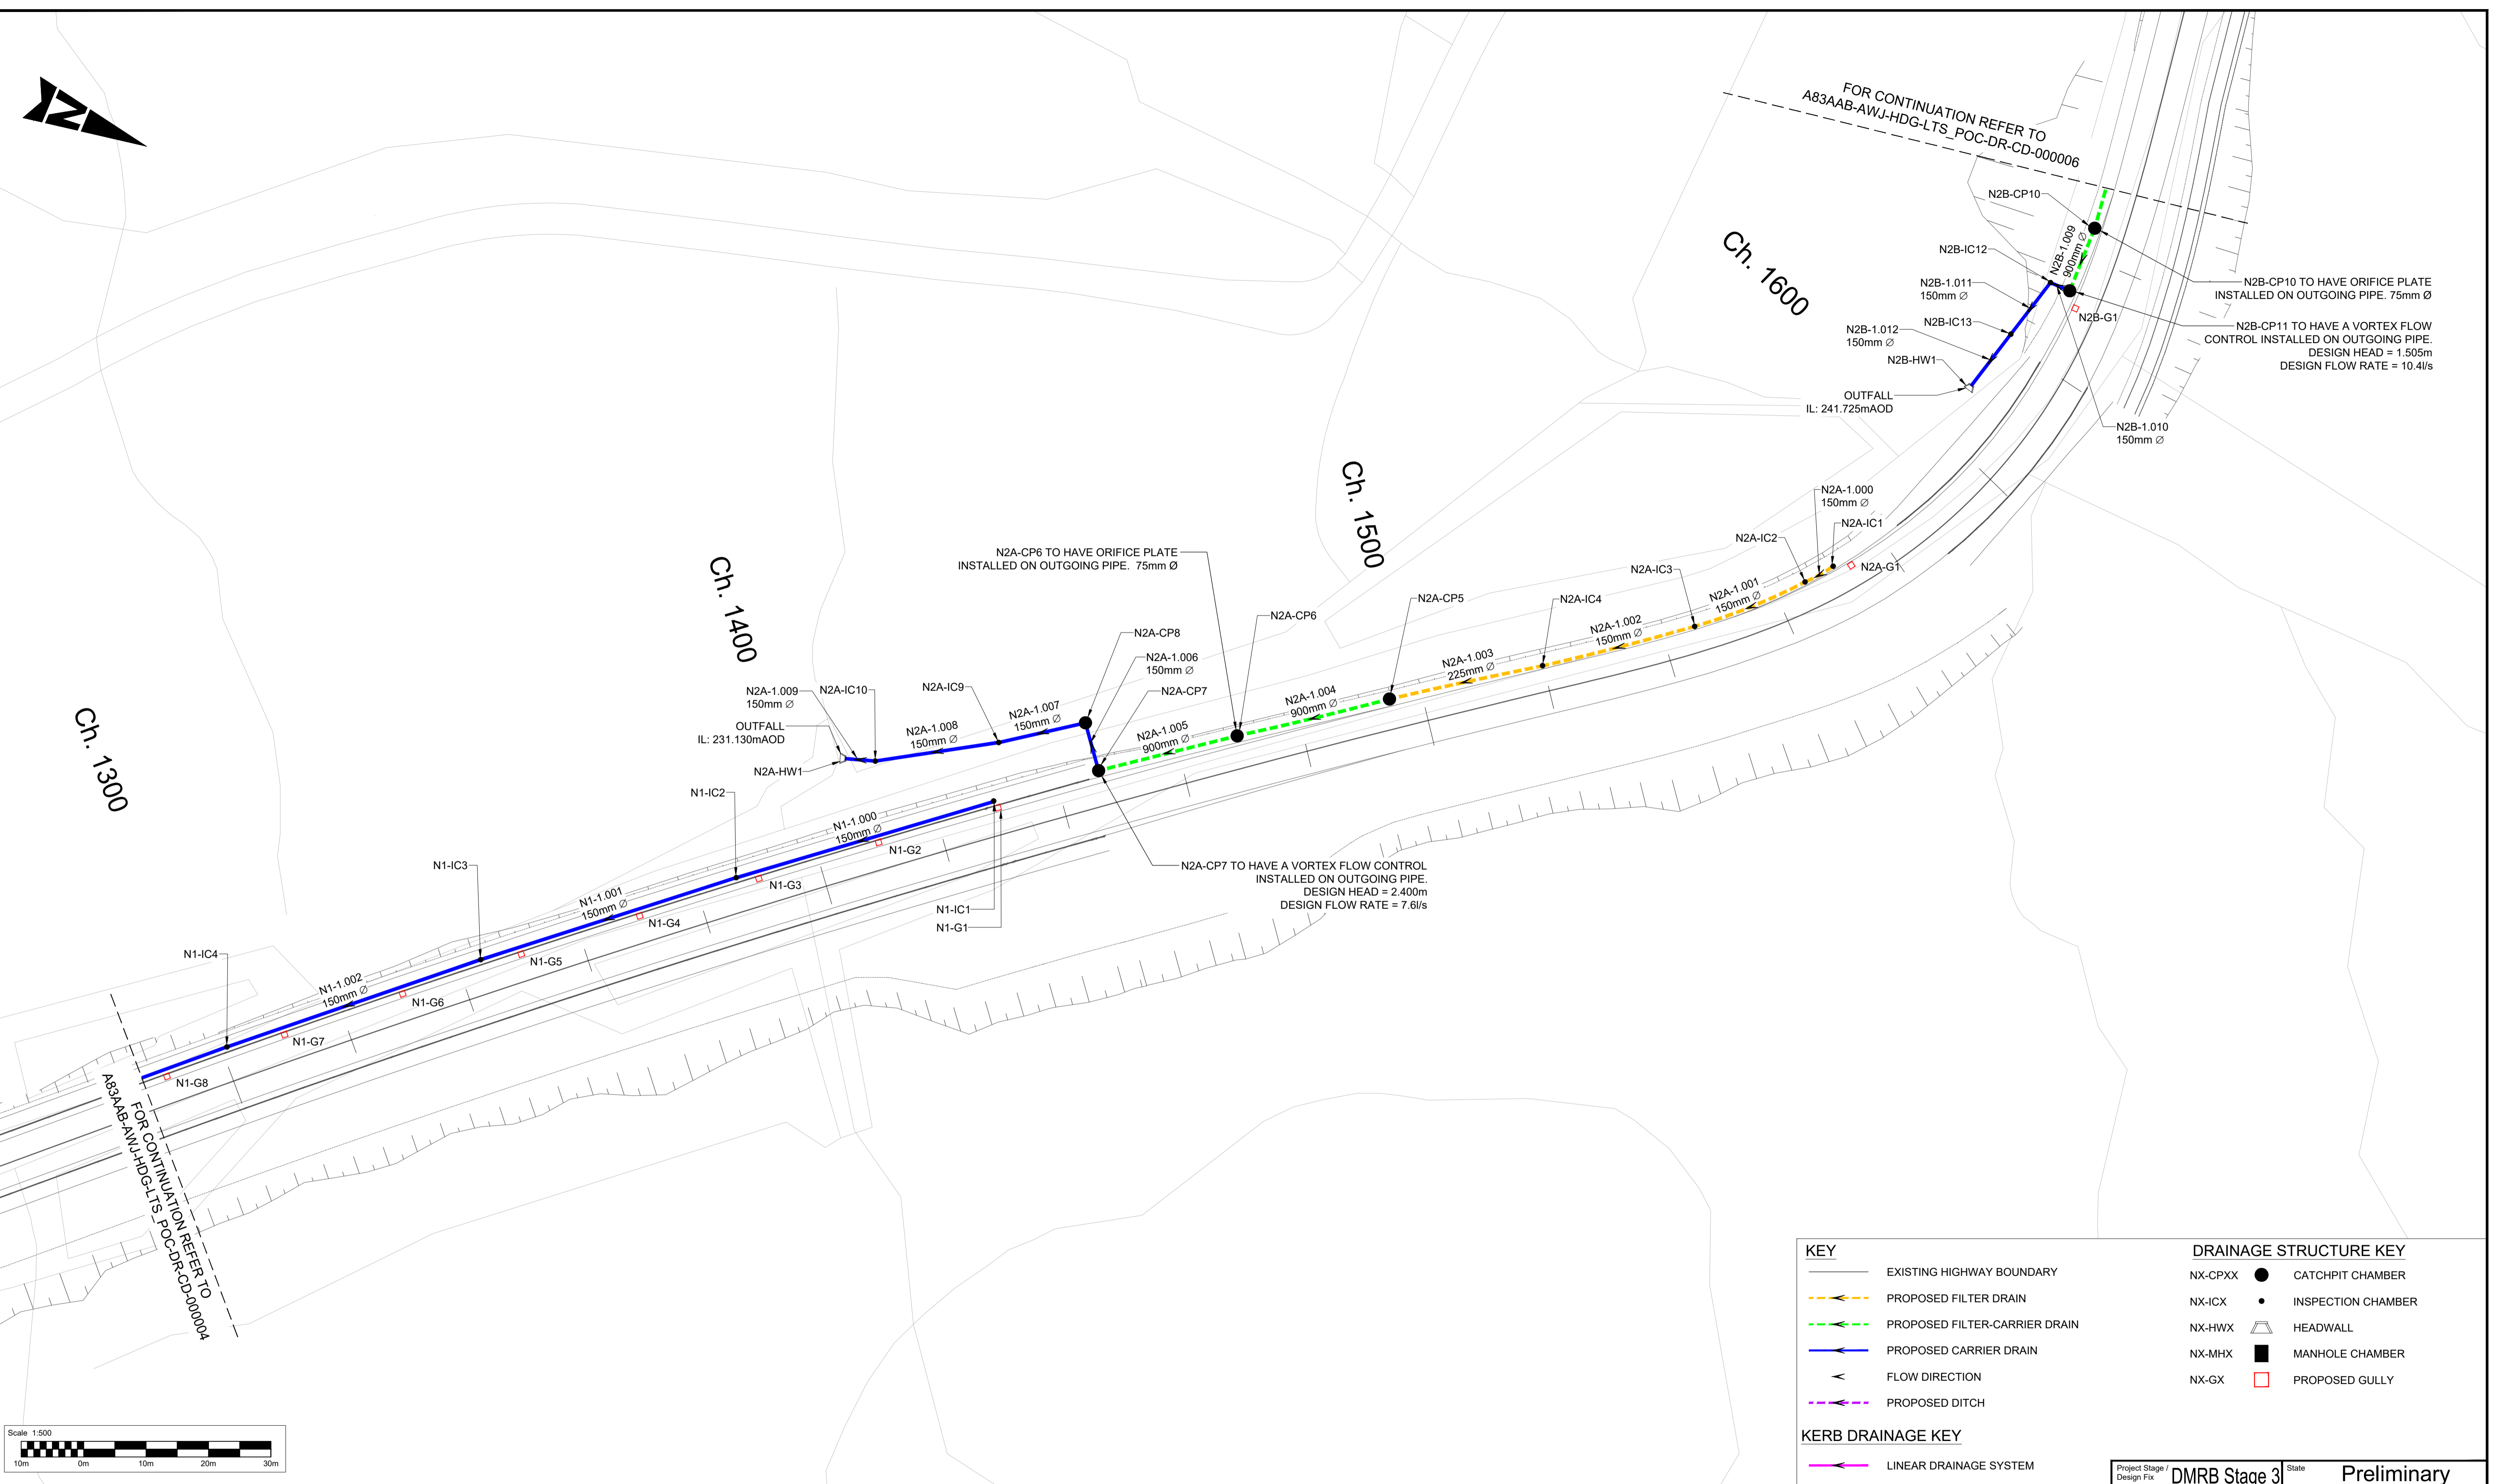 FOR CONTINUATION REFER TO
A83AAB-AWJ-HDG-LTS_POC-DR-CD-000006
N2B-CP10
N2B-1.009
900mm Ø
N2B-IC12
N2B-1.011
150mm Ø
N2B-CP10 TO HAVE ORIFICE PLATE
INSTALLED ON OUTGOING PIPE. 75mm Ø
N2B-IC13
N2B-G1
N2B-1.012
150mm Ø
N2B-CP11 TO HAVE A VORTEX FLOW
CONTROL INSTALLED ON OUTGOING PIPE.
DESIGN HEAD = 1.505m
DESIGN FLOW RATE = 10.4l/s
N2B-HW1
OUTFALL
IL: 241.725mAOD
N2B-1.010
150mm Ø
Ch. 1600
Ch. 1500
Ch. 1400
Ch. 1300
N2A-1.000
150mm Ø
N2A-IC1
N2A-IC2
N2A-G1
N2A-IC3
N2A-1.001
150mm Ø
N2A-IC4
N2A-1.002
150mm Ø
N2A-CP6 TO HAVE ORIFICE PLATE
INSTALLED ON OUTGOING PIPE. 75mm Ø
N2A-CP5
N2A-CP6
N2A-1.003
225mm Ø
N2A-CP8
N2A-1.006
150mm Ø
N2A-CP7
N2A-1.004
900mm Ø
N2A-1.005
900mm Ø
N2A-IC9
N2A-1.007
150mm Ø
N2A-1.009
150mm Ø
N2A-IC10
N2A-1.008
150mm Ø
OUTFALL
IL: 231.130mAOD
N2A-HW1
N1-IC2
N1-1.000
150mm Ø
N1-G2
N1-G3
N2A-CP7 TO HAVE A VORTEX FLOW CONTROL
INSTALLED ON OUTGOING PIPE.
DESIGN HEAD = 2.400m
DESIGN FLOW RATE = 7.6l/s
N1-IC1
N1-G1
N1-IC3
N1-1.001
150mm Ø
N1-G4
N1-G5
N1-IC4
N1-1.002
150mm Ø
N1-G6
N1-G7
N1-G8
FOR CONTINUATION REFER TO
A83AAB-AWJ-HDG-LTS_POC-DR-CD-000004
Scale 1:500
10m 0m 10m 20m 30m
KEY
EXISTING HIGHWAY BOUNDARY
PROPOSED FILTER DRAIN
PROPOSED FILTER-CARRIER DRAIN
PROPOSED CARRIER DRAIN
FLOW DIRECTION
PROPOSED DITCH
KERB DRAINAGE KEY
LINEAR DRAINAGE SYSTEM
DRAINAGE STRUCTURE KEY
NX-CPXX CATCHPIT CHAMBER
NX-ICX INSPECTION CHAMBER
NX-HWX HEADWALL
NX-MHX MANHOLE CHAMBER
NX-GX PROPOSED GULLY
Project Stage /
Design Fix
DMRB Stage 3
State
Preliminary
N